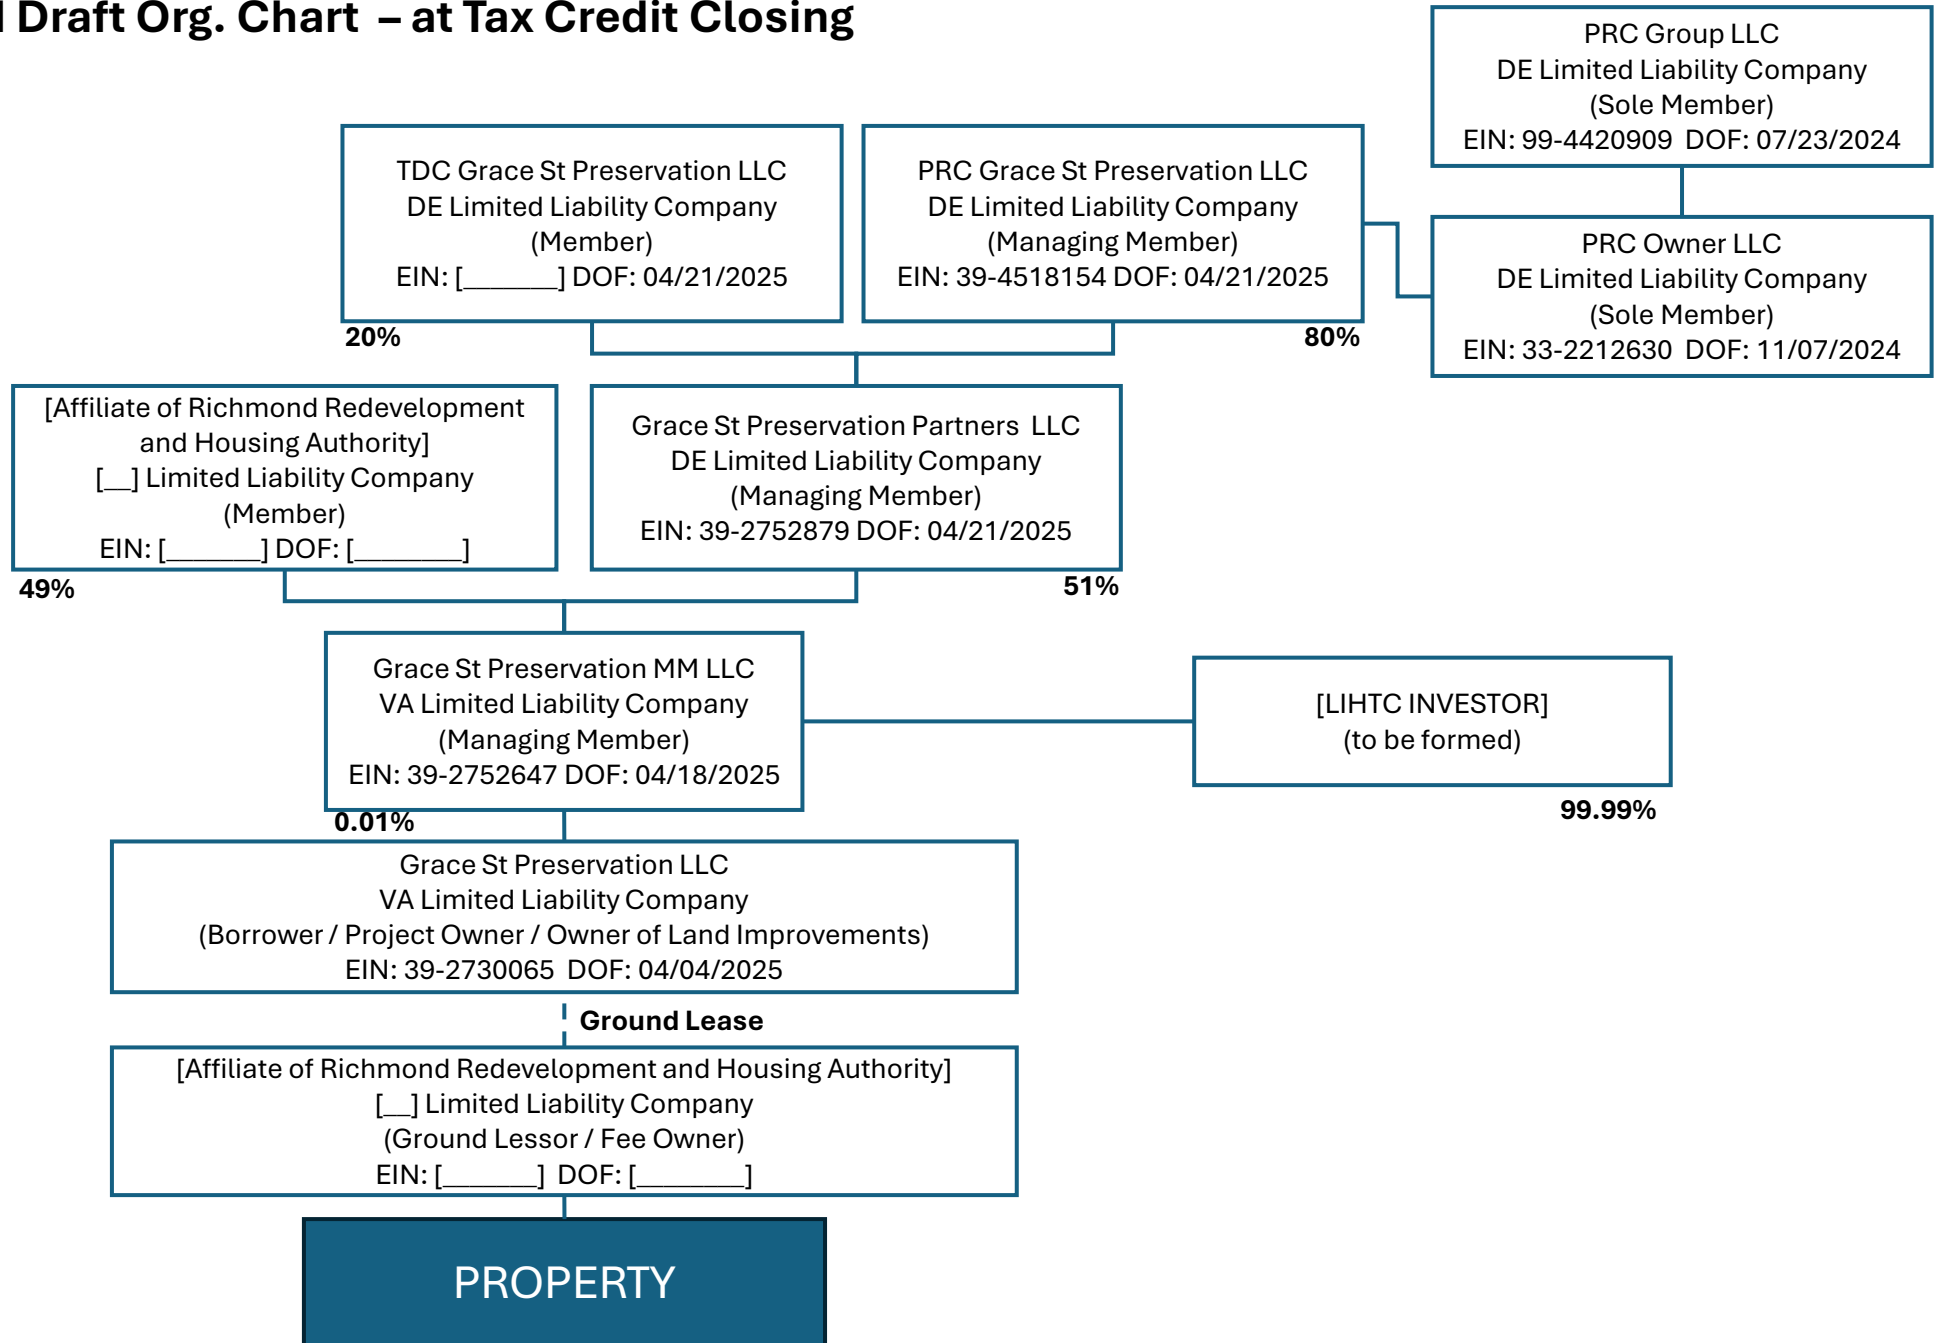 Draft Org. Chart – at Tax Credit Closing
PRC Group LLC
DE Limited Liability Company
(Sole Member)
EIN: 99-4420909 DOF: 07/23/2024
TDC Grace St Preservation LLC
DE Limited Liability Company
(Member)
EIN: [_______] DOF: 04/21/2025
20%
PRC Grace St Preservation LLC
DE Limited Liability Company
(Managing Member)
EIN: 39-4518154 DOF: 04/21/2025
80%
PRC Owner LLC
DE Limited Liability Company
(Sole Member)
EIN: 33-2212630 DOF: 11/07/2024
[Affiliate of Richmond Redevelopment
and Housing Authority]
[__] Limited Liability Company
(Member)
EIN: [_______] DOF: [________]
49%
Grace St Preservation Partners LLC
DE Limited Liability Company
(Managing Member)
EIN: 39-2752879 DOF: 04/21/2025
51%
Grace St Preservation MM LLC
VA Limited Liability Company
(Managing Member)
EIN: 39-2752647 DOF: 04/18/2025
0.01%
[LIHTC INVESTOR]
(to be formed)
99.99%
Grace St Preservation LLC
VA Limited Liability Company
(Borrower / Project Owner / Owner of Land Improvements)
EIN: 39-2730065 DOF: 04/04/2025
Ground Lease
[Affiliate of Richmond Redevelopment and Housing Authority]
[__] Limited Liability Company
(Ground Lessor / Fee Owner)
EIN: [_______] DOF: [________]
PROPERTY